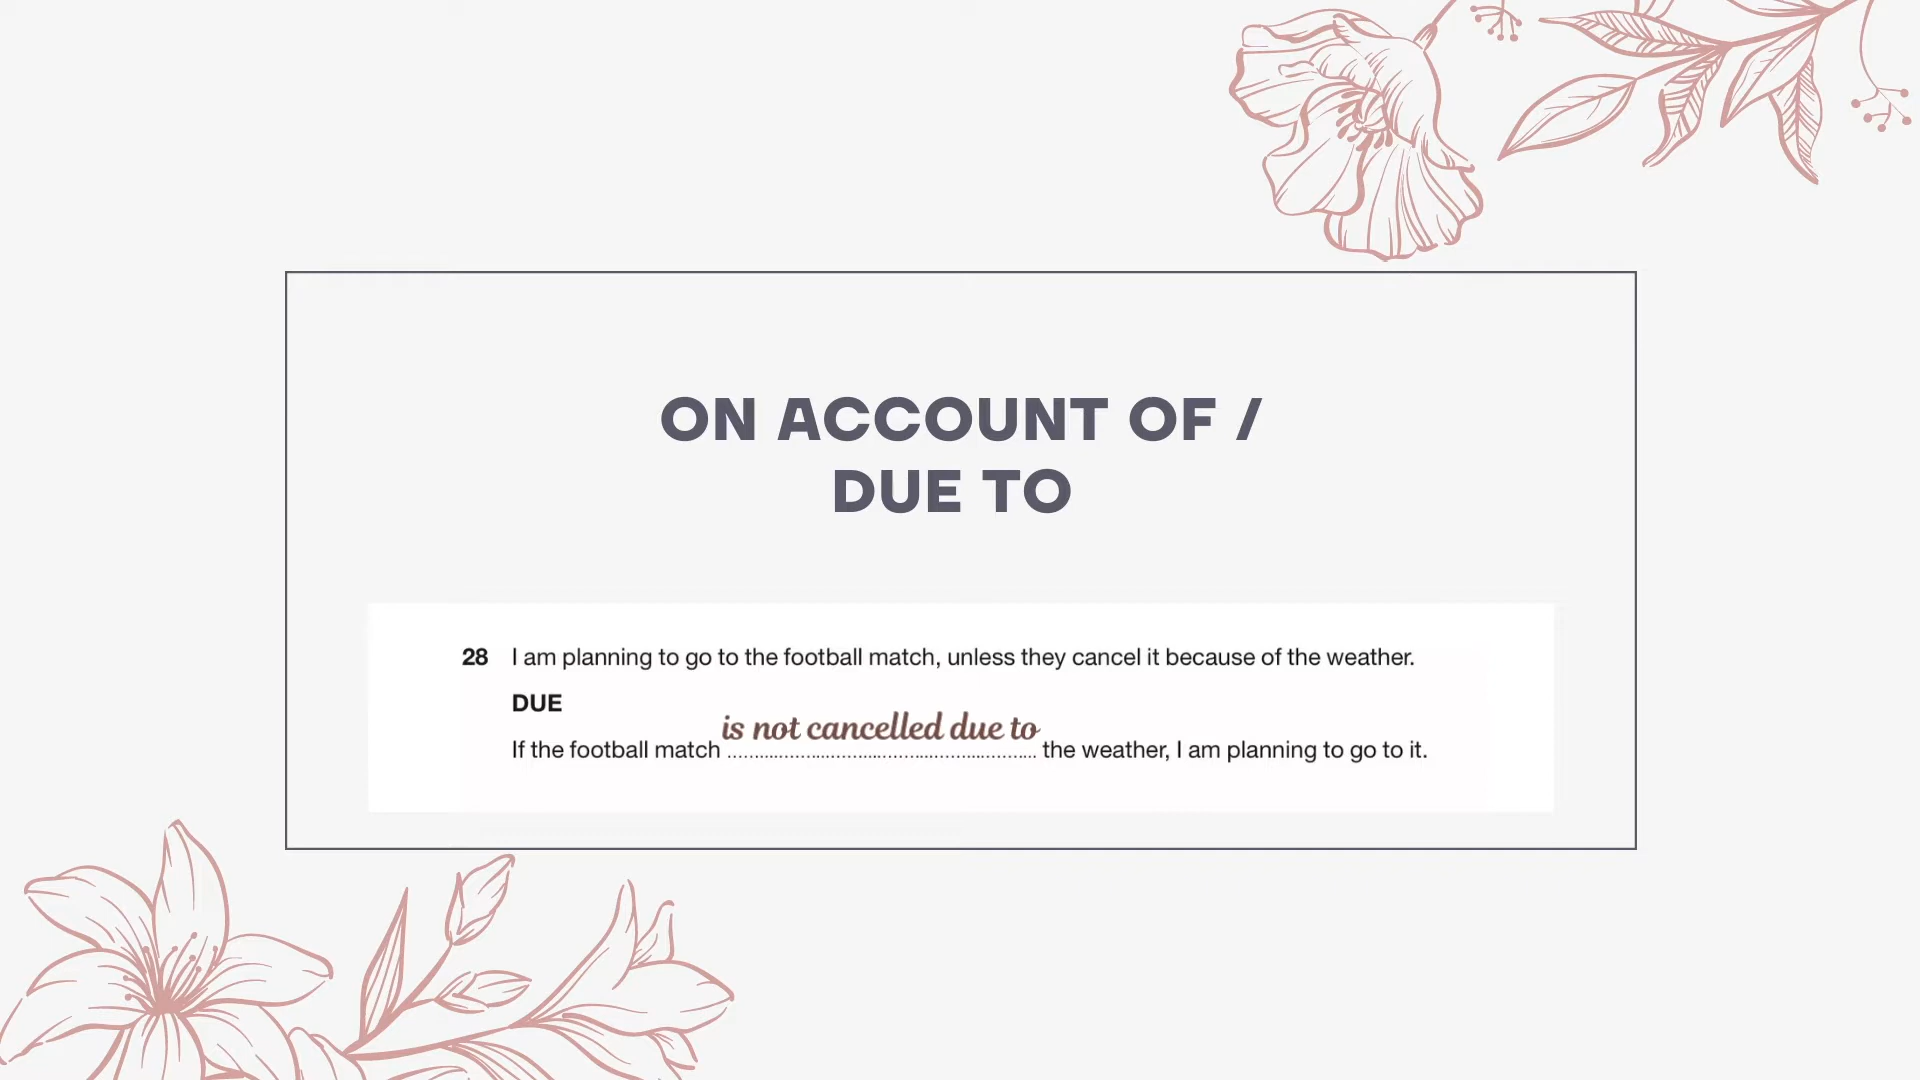 ON ACCOUNT OF /
DUE TO
28 I am planning to go to the football match, unless they cancel it because of the weather.
DUE
is not cancelled due to
If the football match .................................................. the weather, I am planning to go to it.